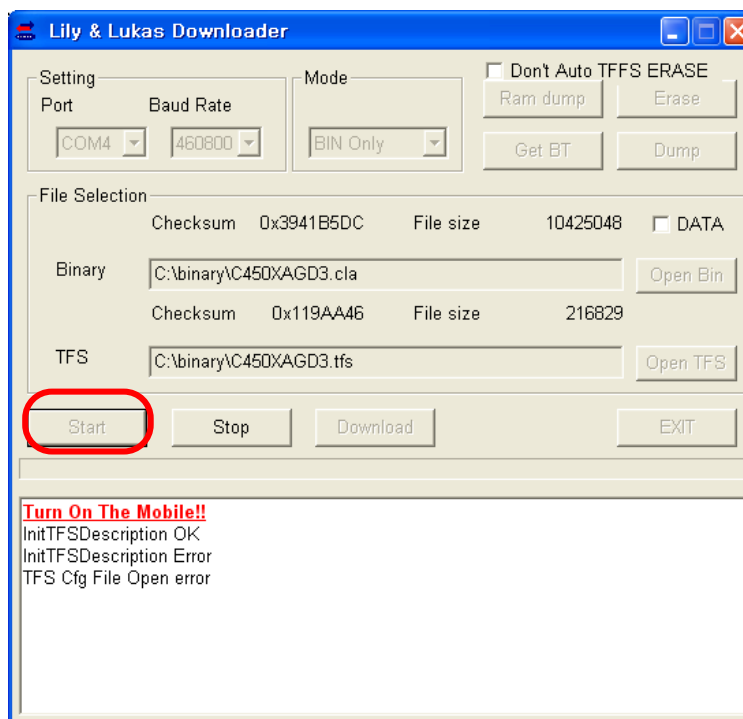 Lily & Lukas Downloader
Setting
Mode
Don't Auto TFFS ERASE
Port Baud Rate
Ram dump Erase
COM4 460800 BIN Only
Get BT Dump
File Selection
Checksum 0x3941B5DC File size 10425048 DATA
Binary C:\binary\C450XAGD3.cla Open Bin
Checksum 0x119AA46 File size 216829
TFS C:\binary\C450XAGD3.tfs Open TFS
Start Stop Download EXIT
Turn On The Mobile!!
InitTFSDescription OK
InitTFSDescription Error
TFS Cfg File Open error